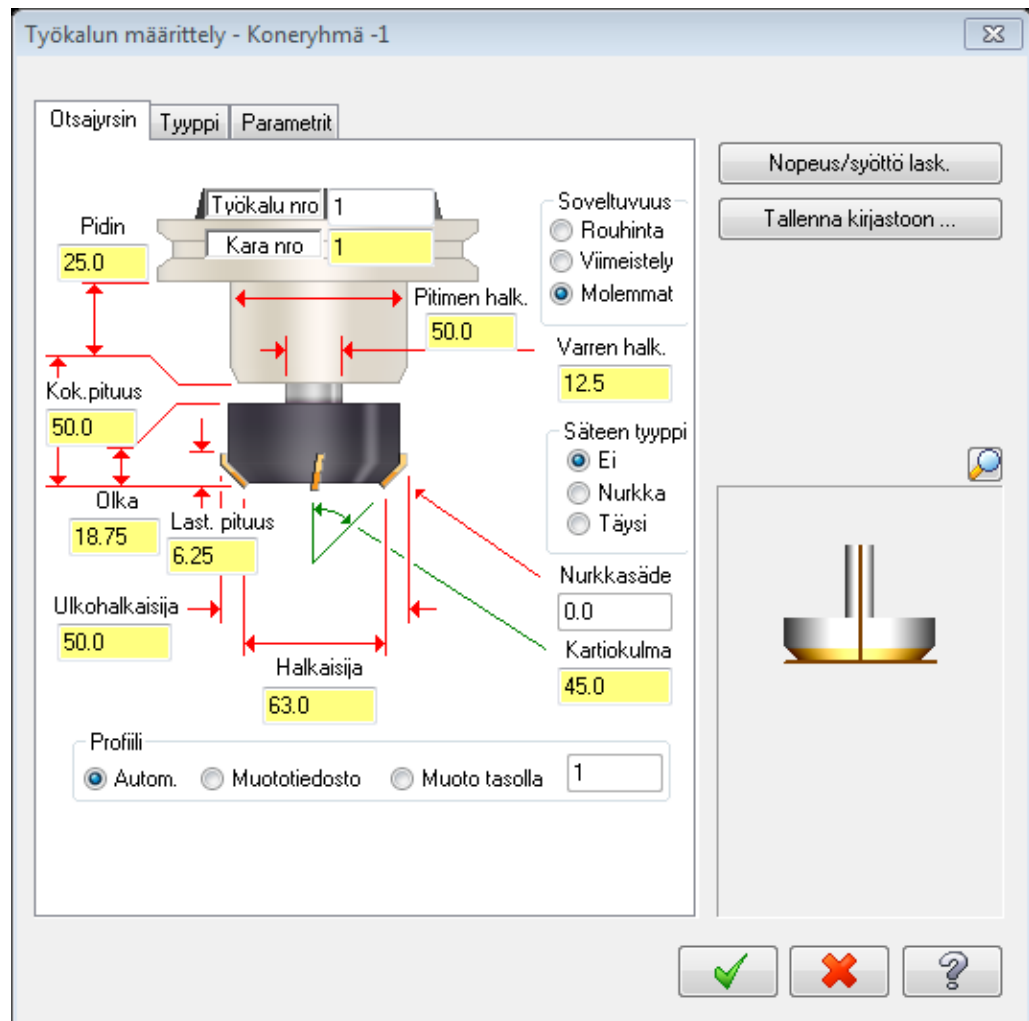 Työkalun määrittely - Koneryhmä -1
Otsajyrsin Tyyppi Parametrit
Nopeus/syöttö lask.
Tallenna kirjastoon ...
Työkalu nro 1
Kara nro 1
Pidin
25.0
Soveltuvuus
Rouhinta
Viimeistely
Molemmat
Pitimen halk.
50.0
Varren halk.
12.5
Kok.pituus
50.0
Säteen tyyppi
Ei
Nurkka
Täysi
Olka
18.75
Last. pituus
6.25
Nurkkasäde
0.0
Ulkohalkaisija
50.0
Halkaisija
63.0
Kartiokulma
45.0
Profiili
Autom. Muototiedosto Muoto tasolla 1